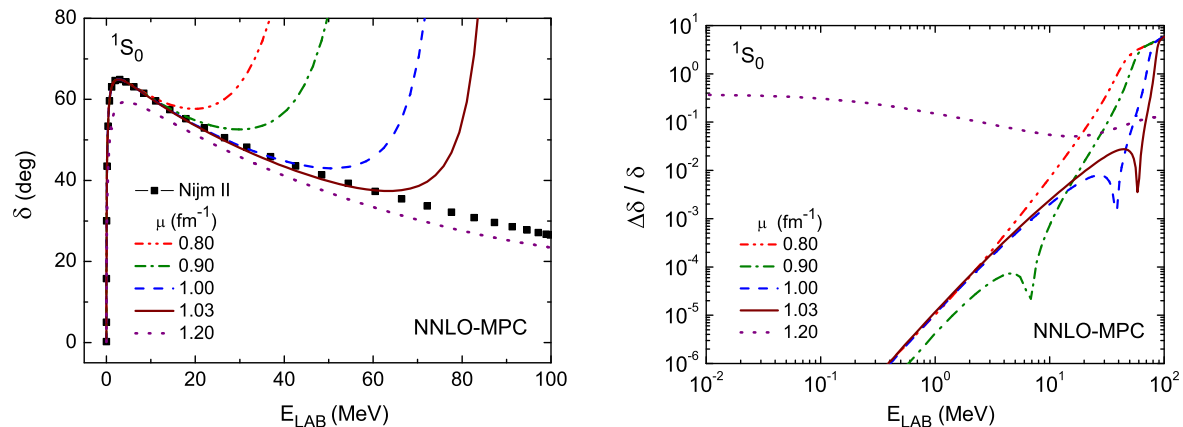 80
60
40
20
0
δ (deg)
¹S₀
Nijm II
μ (fm⁻¹)
0.80
0.90
1.00
1.03
1.20
NNLO-MPC
0 20 40 60 80 100
E_LAB (MeV)
10¹
10⁰
10⁻¹
10⁻²
10⁻³
10⁻⁴
10⁻⁵
10⁻⁶
Δδ / δ
¹S₀
μ (fm⁻¹)
0.80
0.90
1.00
1.03
1.20
NNLO-MPC
10⁻² 10⁻¹ 10⁰ 10¹ 10²
E_LAB (MeV)